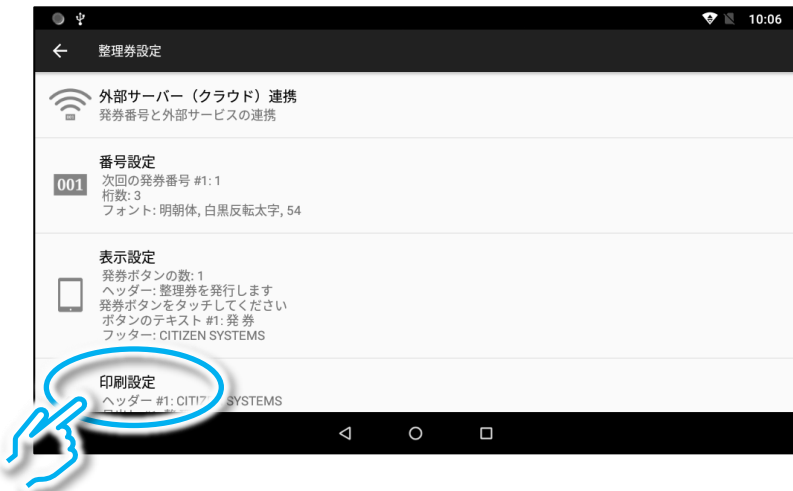 10:06
整理券設定
外部サーバー（クラウド）連携
発券番号と外部サービスの連携
001
番号設定
次回の発券番号 #1: 1
桁数: 3
フォント: 明朝体, 白黒反転太字, 54
表示設定
発券ボタンの数: 1
ヘッダー: 整理券を発行します
発券ボタンをタッチしてください
ボタンのテキスト #1: 発 券
フッター: CITIZEN SYSTEMS
印刷設定
ヘッダー #1: CITIZEN SYSTEMS